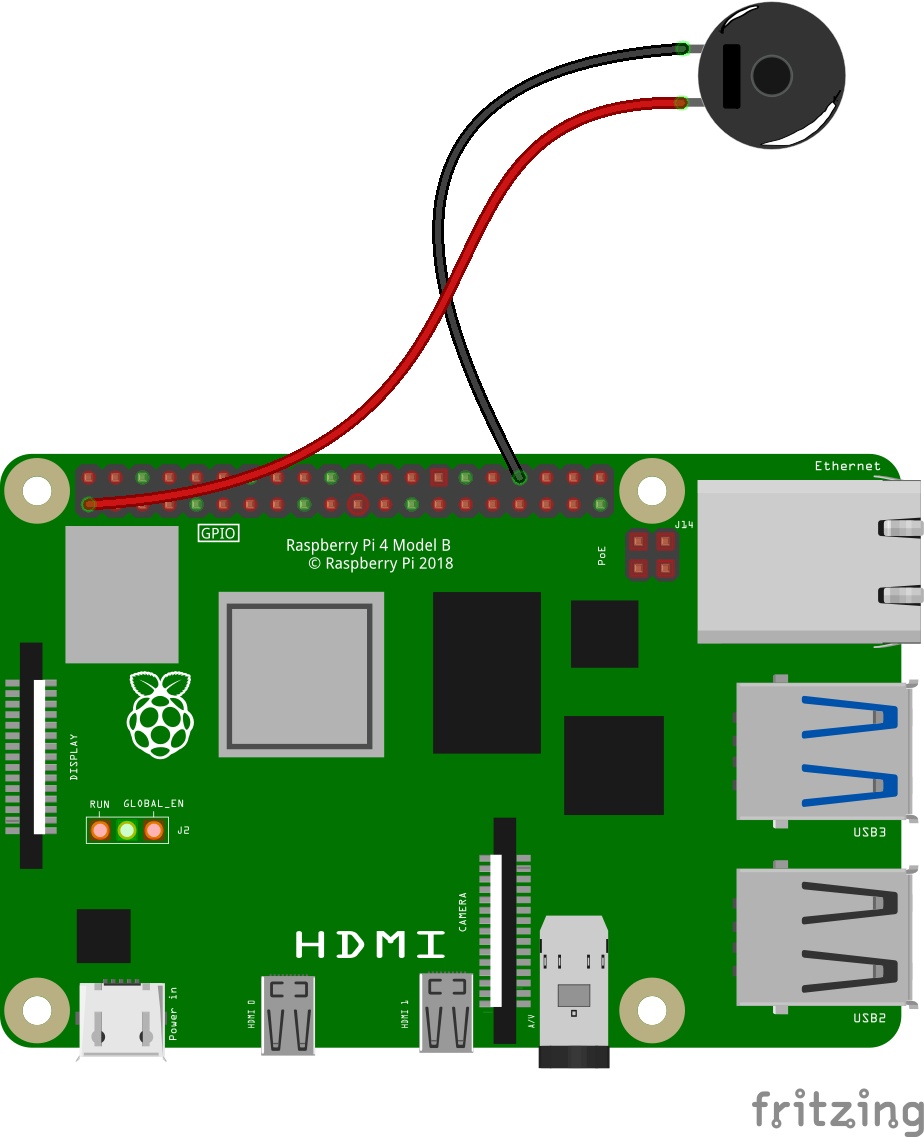 Ethernet
J14
GPIO
PoE
Raspberry Pi 4 Model B
© Raspberry Pi 2018
DISPLAY
RUN
GLOBAL_EN
J2
USB3
CAMERA
HDMI
Power in
HDMI 0
HDMI 1
A/V
USB2
fritzing